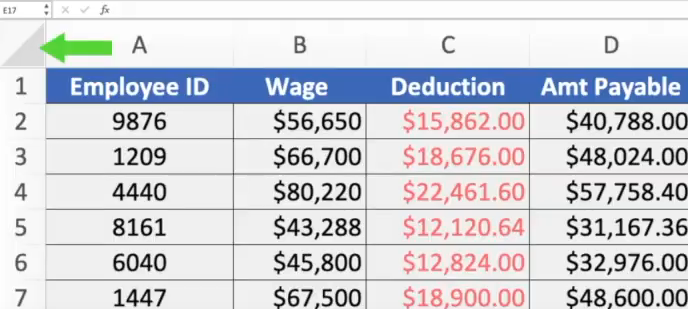 E17 fx
A B C D
1 Employee ID Wage Deduction Amt Payable
2 9876 $56,650 $15,862.00 $40,788.00
3 1209 $66,700 $18,676.00 $48,024.00
4 4440 $80,220 $22,461.60 $57,758.40
5 8161 $43,288 $12,120.64 $31,167.36
6 6040 $45,800 $12,824.00 $32,976.00
7 1447 $67,500 $18,900.00 $48,600.00